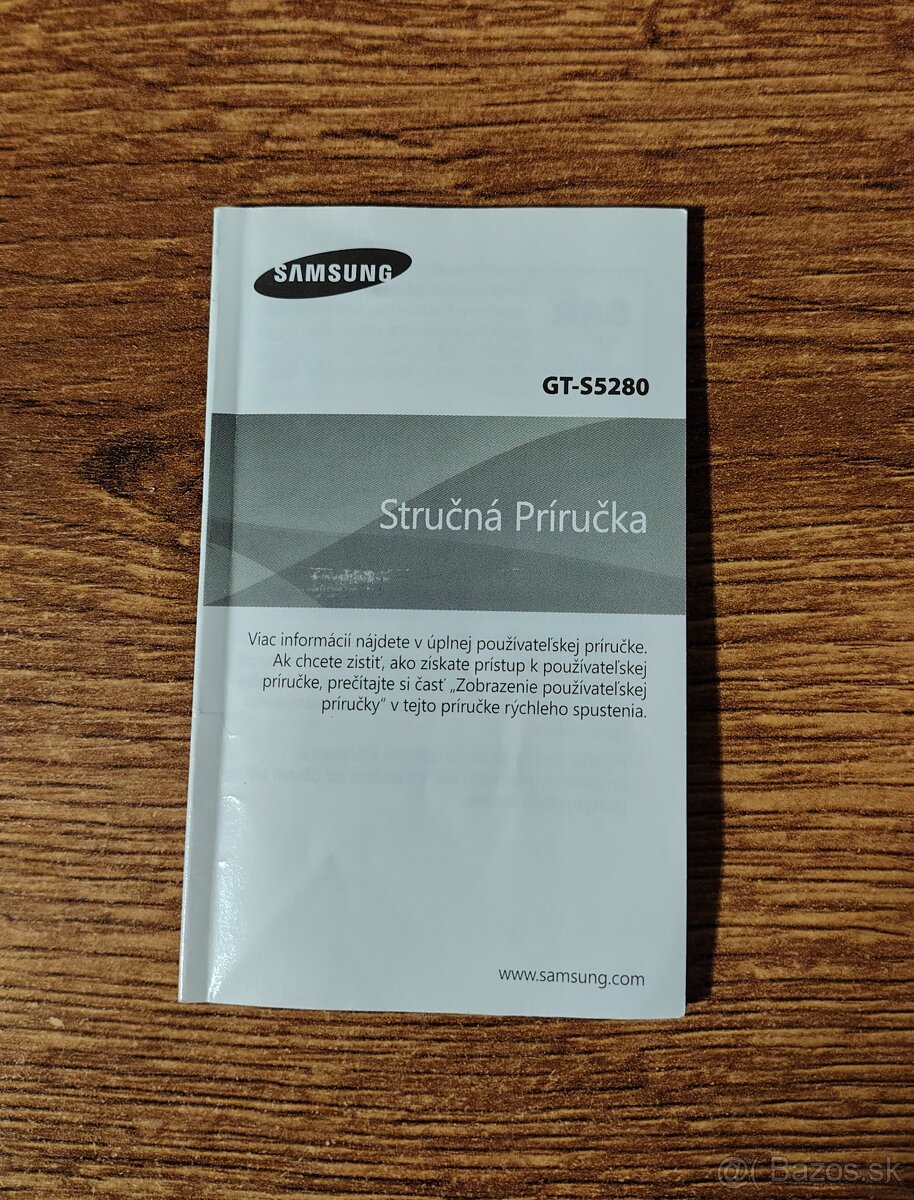 SAMSUNG
GT-S5280
Stručná Príručka
Viac informácií nájdete v úplnej používateľskej príručke.
Ak chcete zistiť, ako získate prístup k používateľskej
príručke, prečítajte si časť „Zobrazenie používateľskej
príručky“ v tejto príručke rýchleho spustenia.
www.samsung.com
@( Bazos.sk